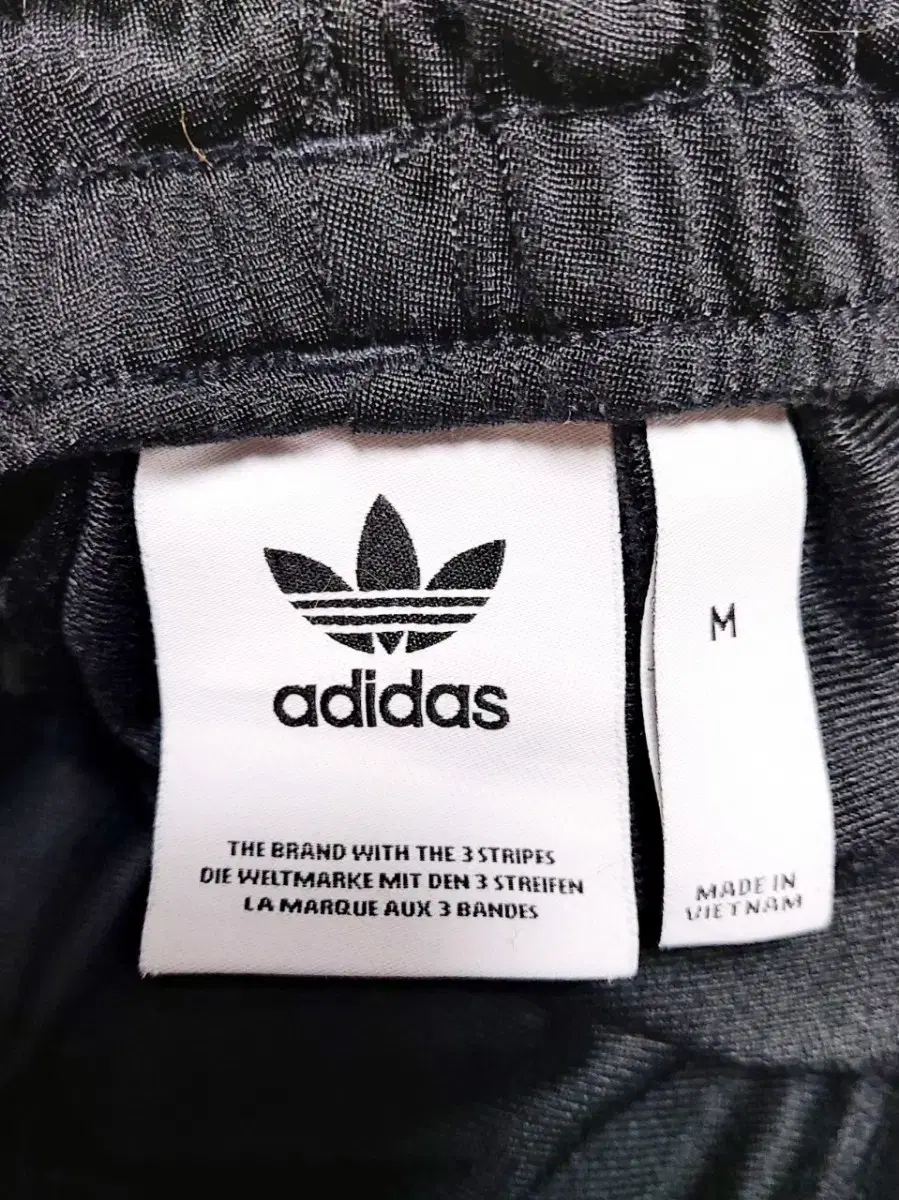 adidas
THE BRAND WITH THE 3 STRIPES
DIE WELTMARKE MIT DEN 3 STREIFEN
LA MARQUE AUX 3 BANDES
M
MADE IN
VIETNAM